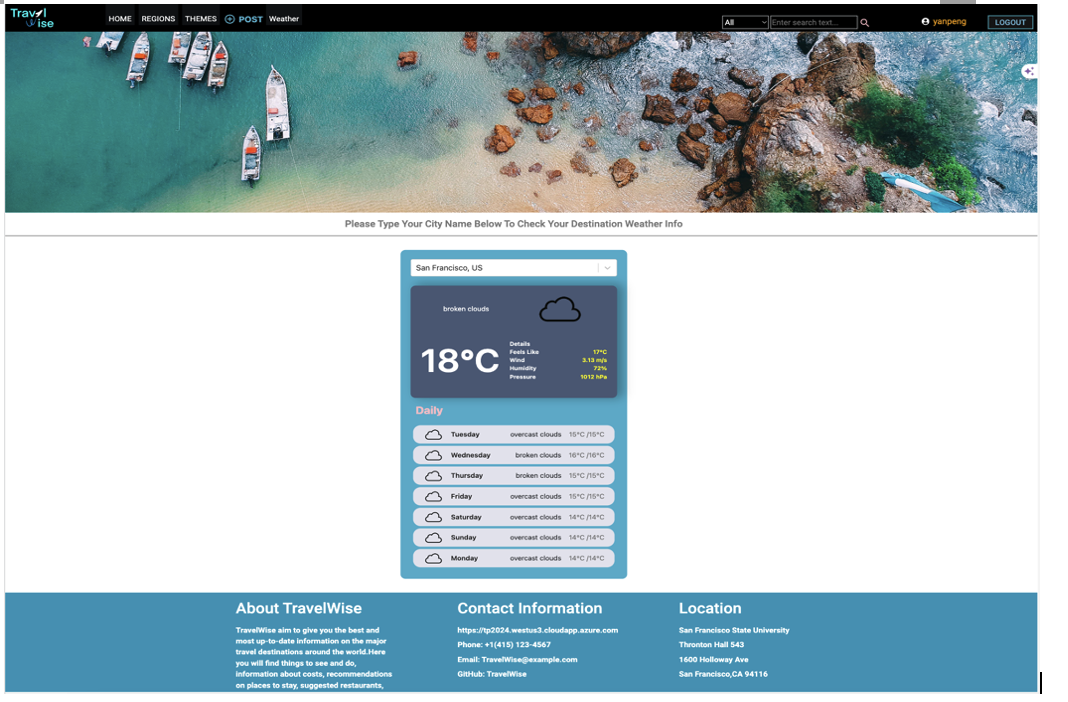 Travel
Wise
HOME REGIONS THEMES POST Weather
All Enter search text... yanpeng LOGOUT
Please Type Your City Name Below To Check Your Destination Weather Info
San Francisco, US
broken clouds
18°C
Details
Feels Like 17°C
Wind 3.13 m/s
Humidity 72%
Pressure 1012 hPa
Daily
Tuesday overcast clouds 15°C /15°C
Wednesday broken clouds 16°C /16°C
Thursday broken clouds 15°C /15°C
Friday overcast clouds 15°C /15°C
Saturday overcast clouds 14°C /14°C
Sunday overcast clouds 14°C /14°C
Monday overcast clouds 14°C /14°C
About TravelWise
TravelWise aim to give you the best and
most up-to-date information on the major
travel destinations around the world.Here
you will find things to see and do,
information about costs, recommendations
on places to stay, suggested restaurants,
Contact Information
https://tp2024.westus3.cloudapp.azure.com
Phone: +1(415) 123-4567
Email: TravelWise@example.com
GitHub: TravelWise
Location
San Francisco State University
Thronton Hall 543
1600 Holloway Ave
San Francisco,CA 94116